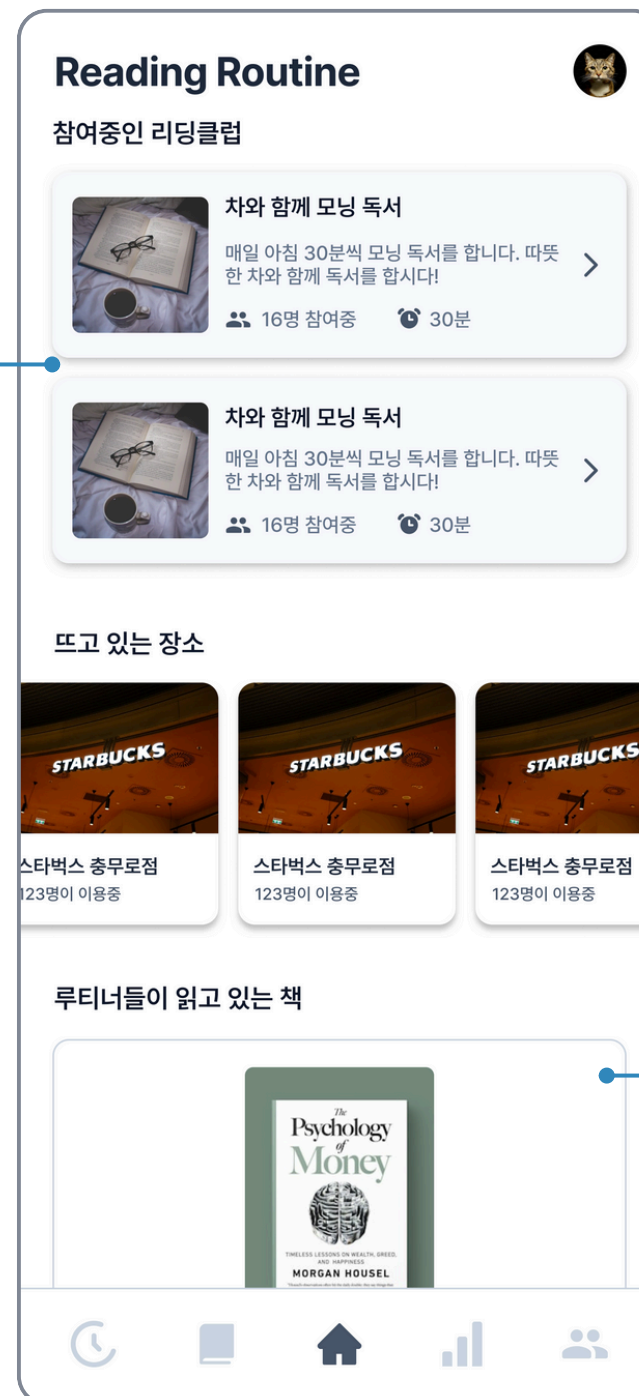 Reading Routine
참여중인 리딩클럽
차와 함께 모닝 독서
매일 아침 30분씩 모닝 독서를 합니다. 따뜻
한 차와 함께 독서를 합시다!
16명 참여중 30분
차와 함께 모닝 독서
매일 아침 30분씩 모닝 독서를 합니다. 따뜻
한 차와 함께 독서를 합시다!
16명 참여중 30분
뜨고 있는 장소
STARBUCKS STARBUCKS STARBUCKS
스타벅스 충무로점 스타벅스 충무로점 스타벅스 충무로점
123명이 이용중 123명이 이용중 123명이 이용중
루티너들이 읽고 있는 책
The
Psychology
of
Money
TIMELESS LESSONS ON WEALTH, GREED,
AND HAPPINESS
MORGAN HOUSEL